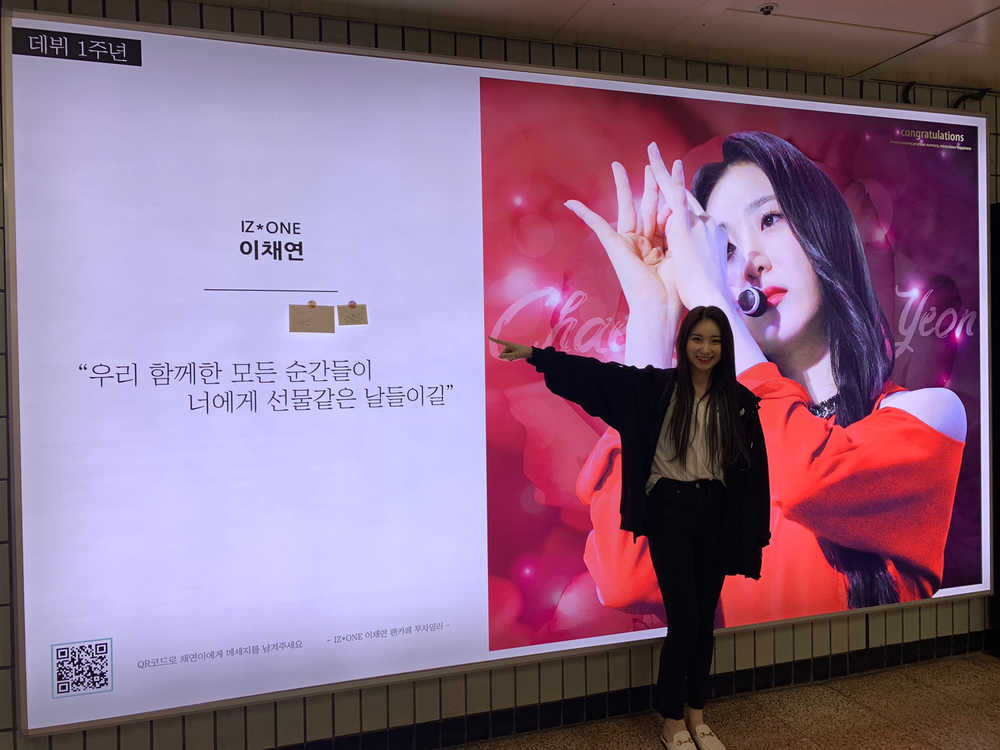 데뷔 1주년
congratulations
IZ*ONE
이채연
Chae
Yeon
“우리 함께한 모든 순간들이
너에게 선물같은 날들이길”
QR코드로 채연이에게 메세지를 남겨주세요
- IZ*ONE 이채연 팬카페 투자일러 -